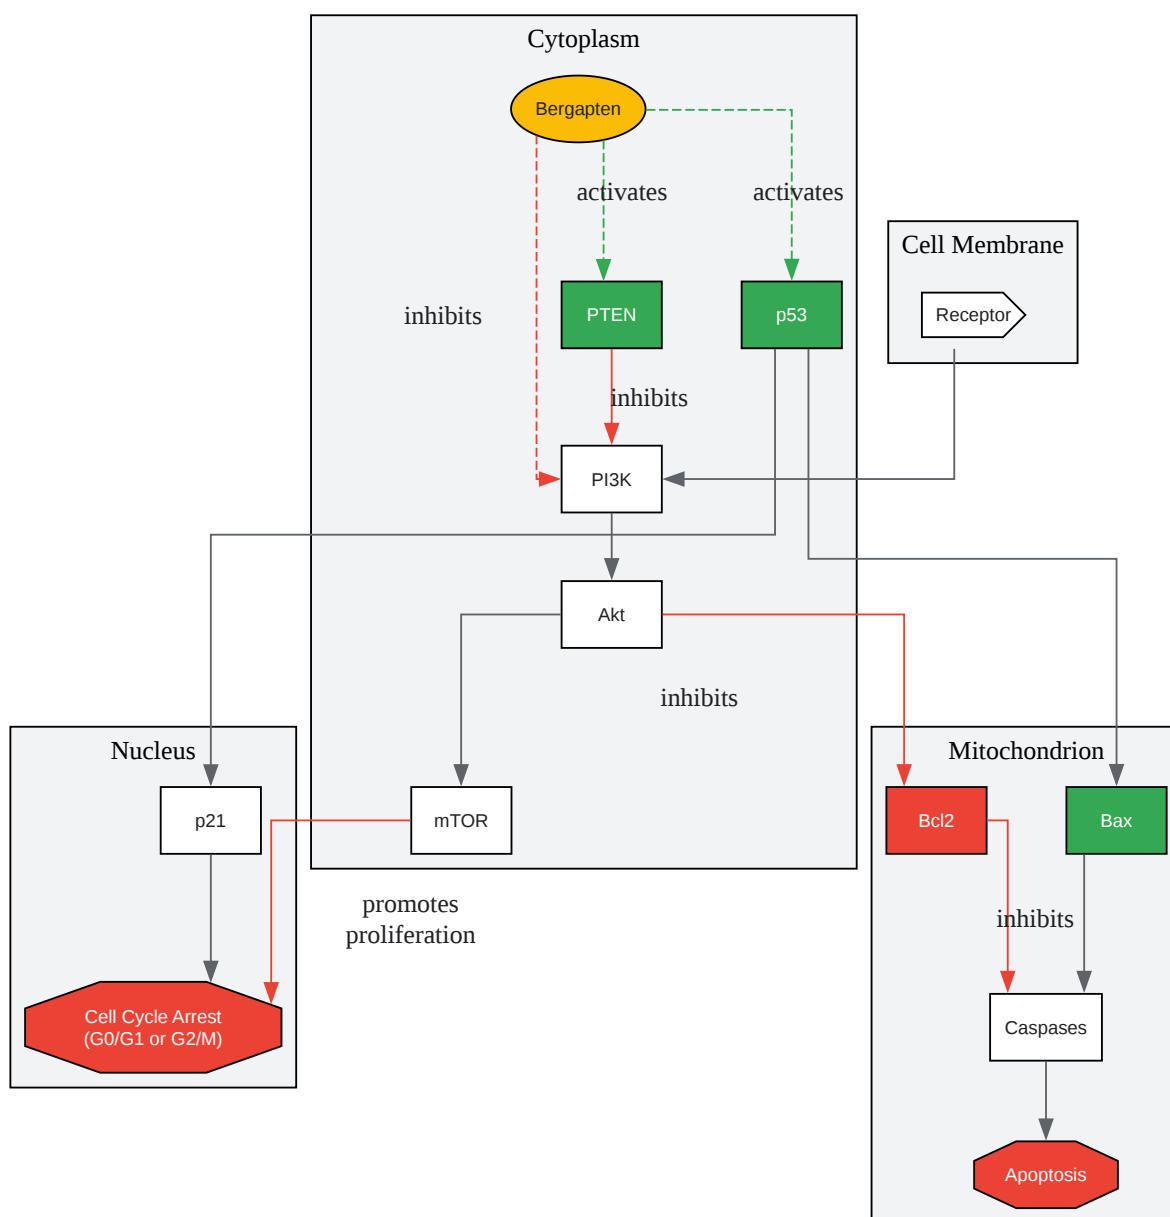 Cytoplasm
Bergapten
activates
activates
Cell Membrane
Receptor
inhibits
PTEN
p53
inhibits
PI3K
Akt
inhibits
Nucleus
Mitochondrion
p21
mTOR
Bcl2
Bax
promotes
proliferation
inhibits
Cell Cycle Arrest
(G0/G1 or G2/M)
Caspases
Apoptosis